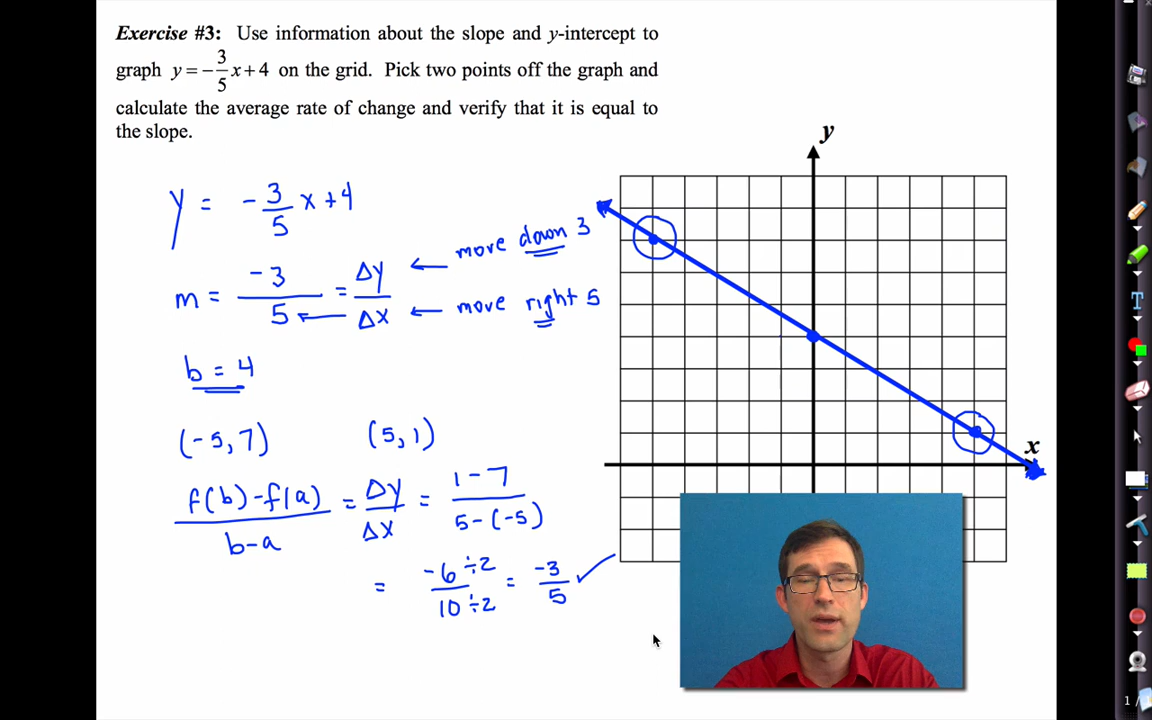 Exercise #3: Use information about the slope and y-intercept to
graph y = -3/5 x + 4 on the grid. Pick two points off the graph and
calculate the average rate of change and verify that it is equal to
the slope.
y
y = -3/5 x + 4
m = -3/5 = Δy/Δx
← move down 3
← move right 5
b = 4
(-5, 7) (5, 1)
x
f(b) - f(a) / b - a = Δy/Δx = 1 - 7 / 5 - (-5)
= -6 ÷2 / 10 ÷2 = -3/5 ✓
T
1 /